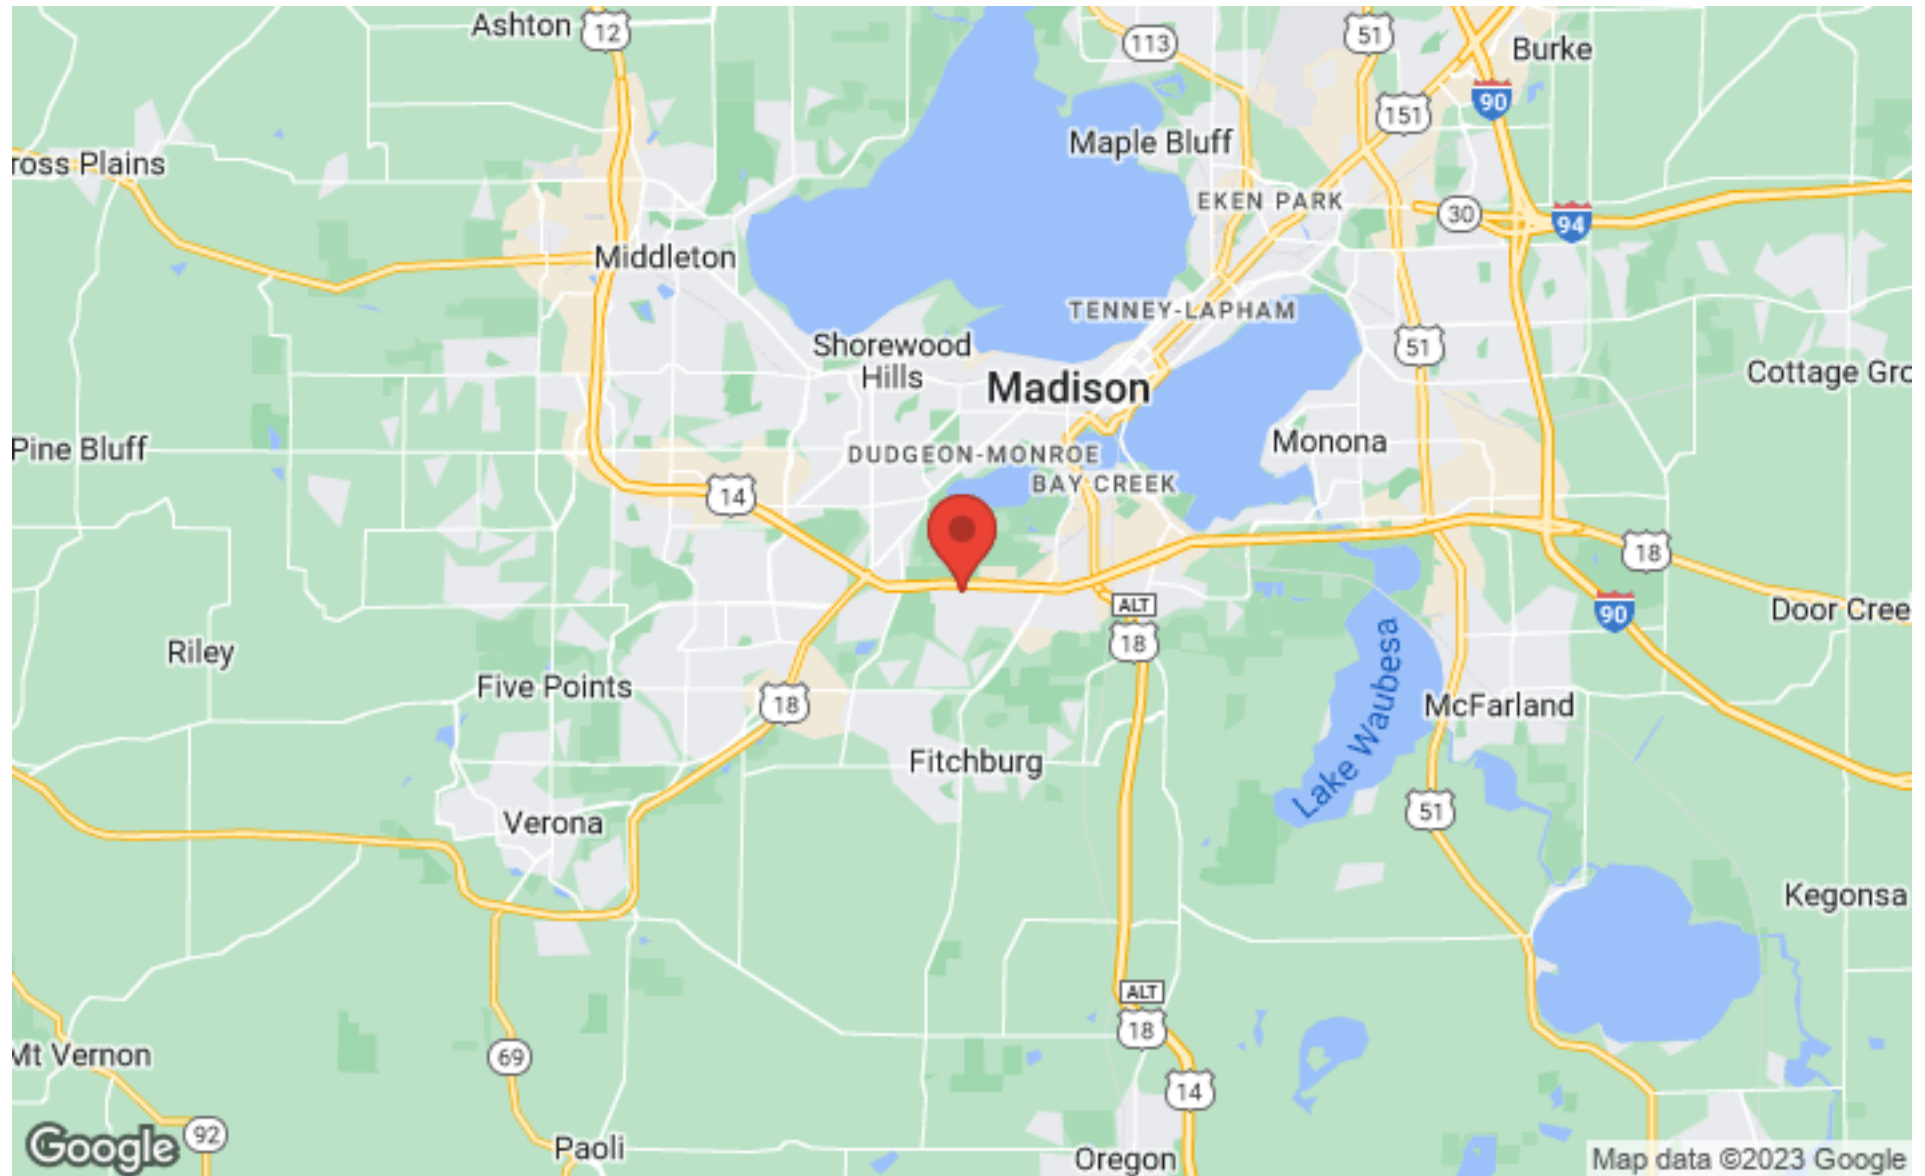 Ashton
12
113
51
Burke
90
151
Maple Bluff
ross Plains
EKEN PARK
30
94
Middleton
TENNEY-LAPHAM
Shorewood
Hills
51
Madison
Cottage Gro
Monona
Pine Bluff
DUDGEON-MONROE
BAY CREEK
14
18
ALT
18
90
Door Cree
Riley
Five Points
18
Lake Waubesa
McFarland
Fitchburg
51
Verona
Kegonsa
ALT
18
Mt Vernon
69
14
92
Google
Paoli
Oregon
Map data ©2023 Google